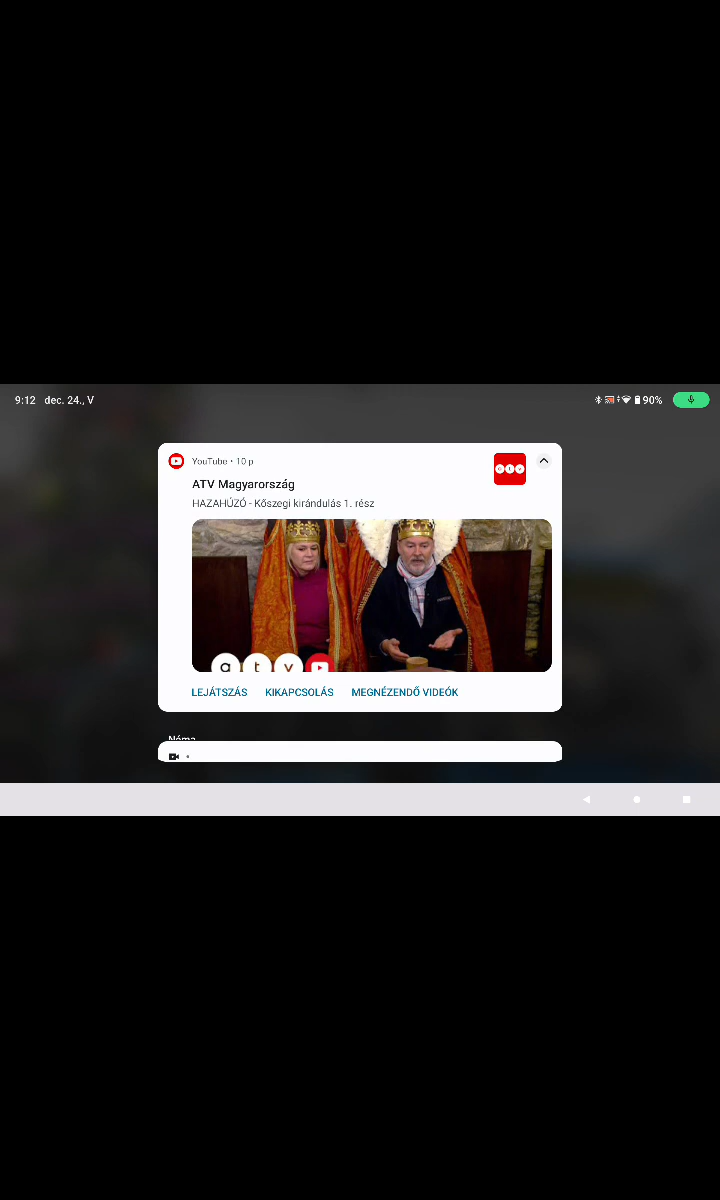 9:12 dec. 24., V
90%
YouTube • 10 p
atv
ATV Magyarország
HAZAHÚZÓ - Kőszegi kirándulás 1. rész
a t v
LEJÁTSZÁS KIKAPCSOLÁS MEGNÉZENDŐ VIDEÓK
Néma